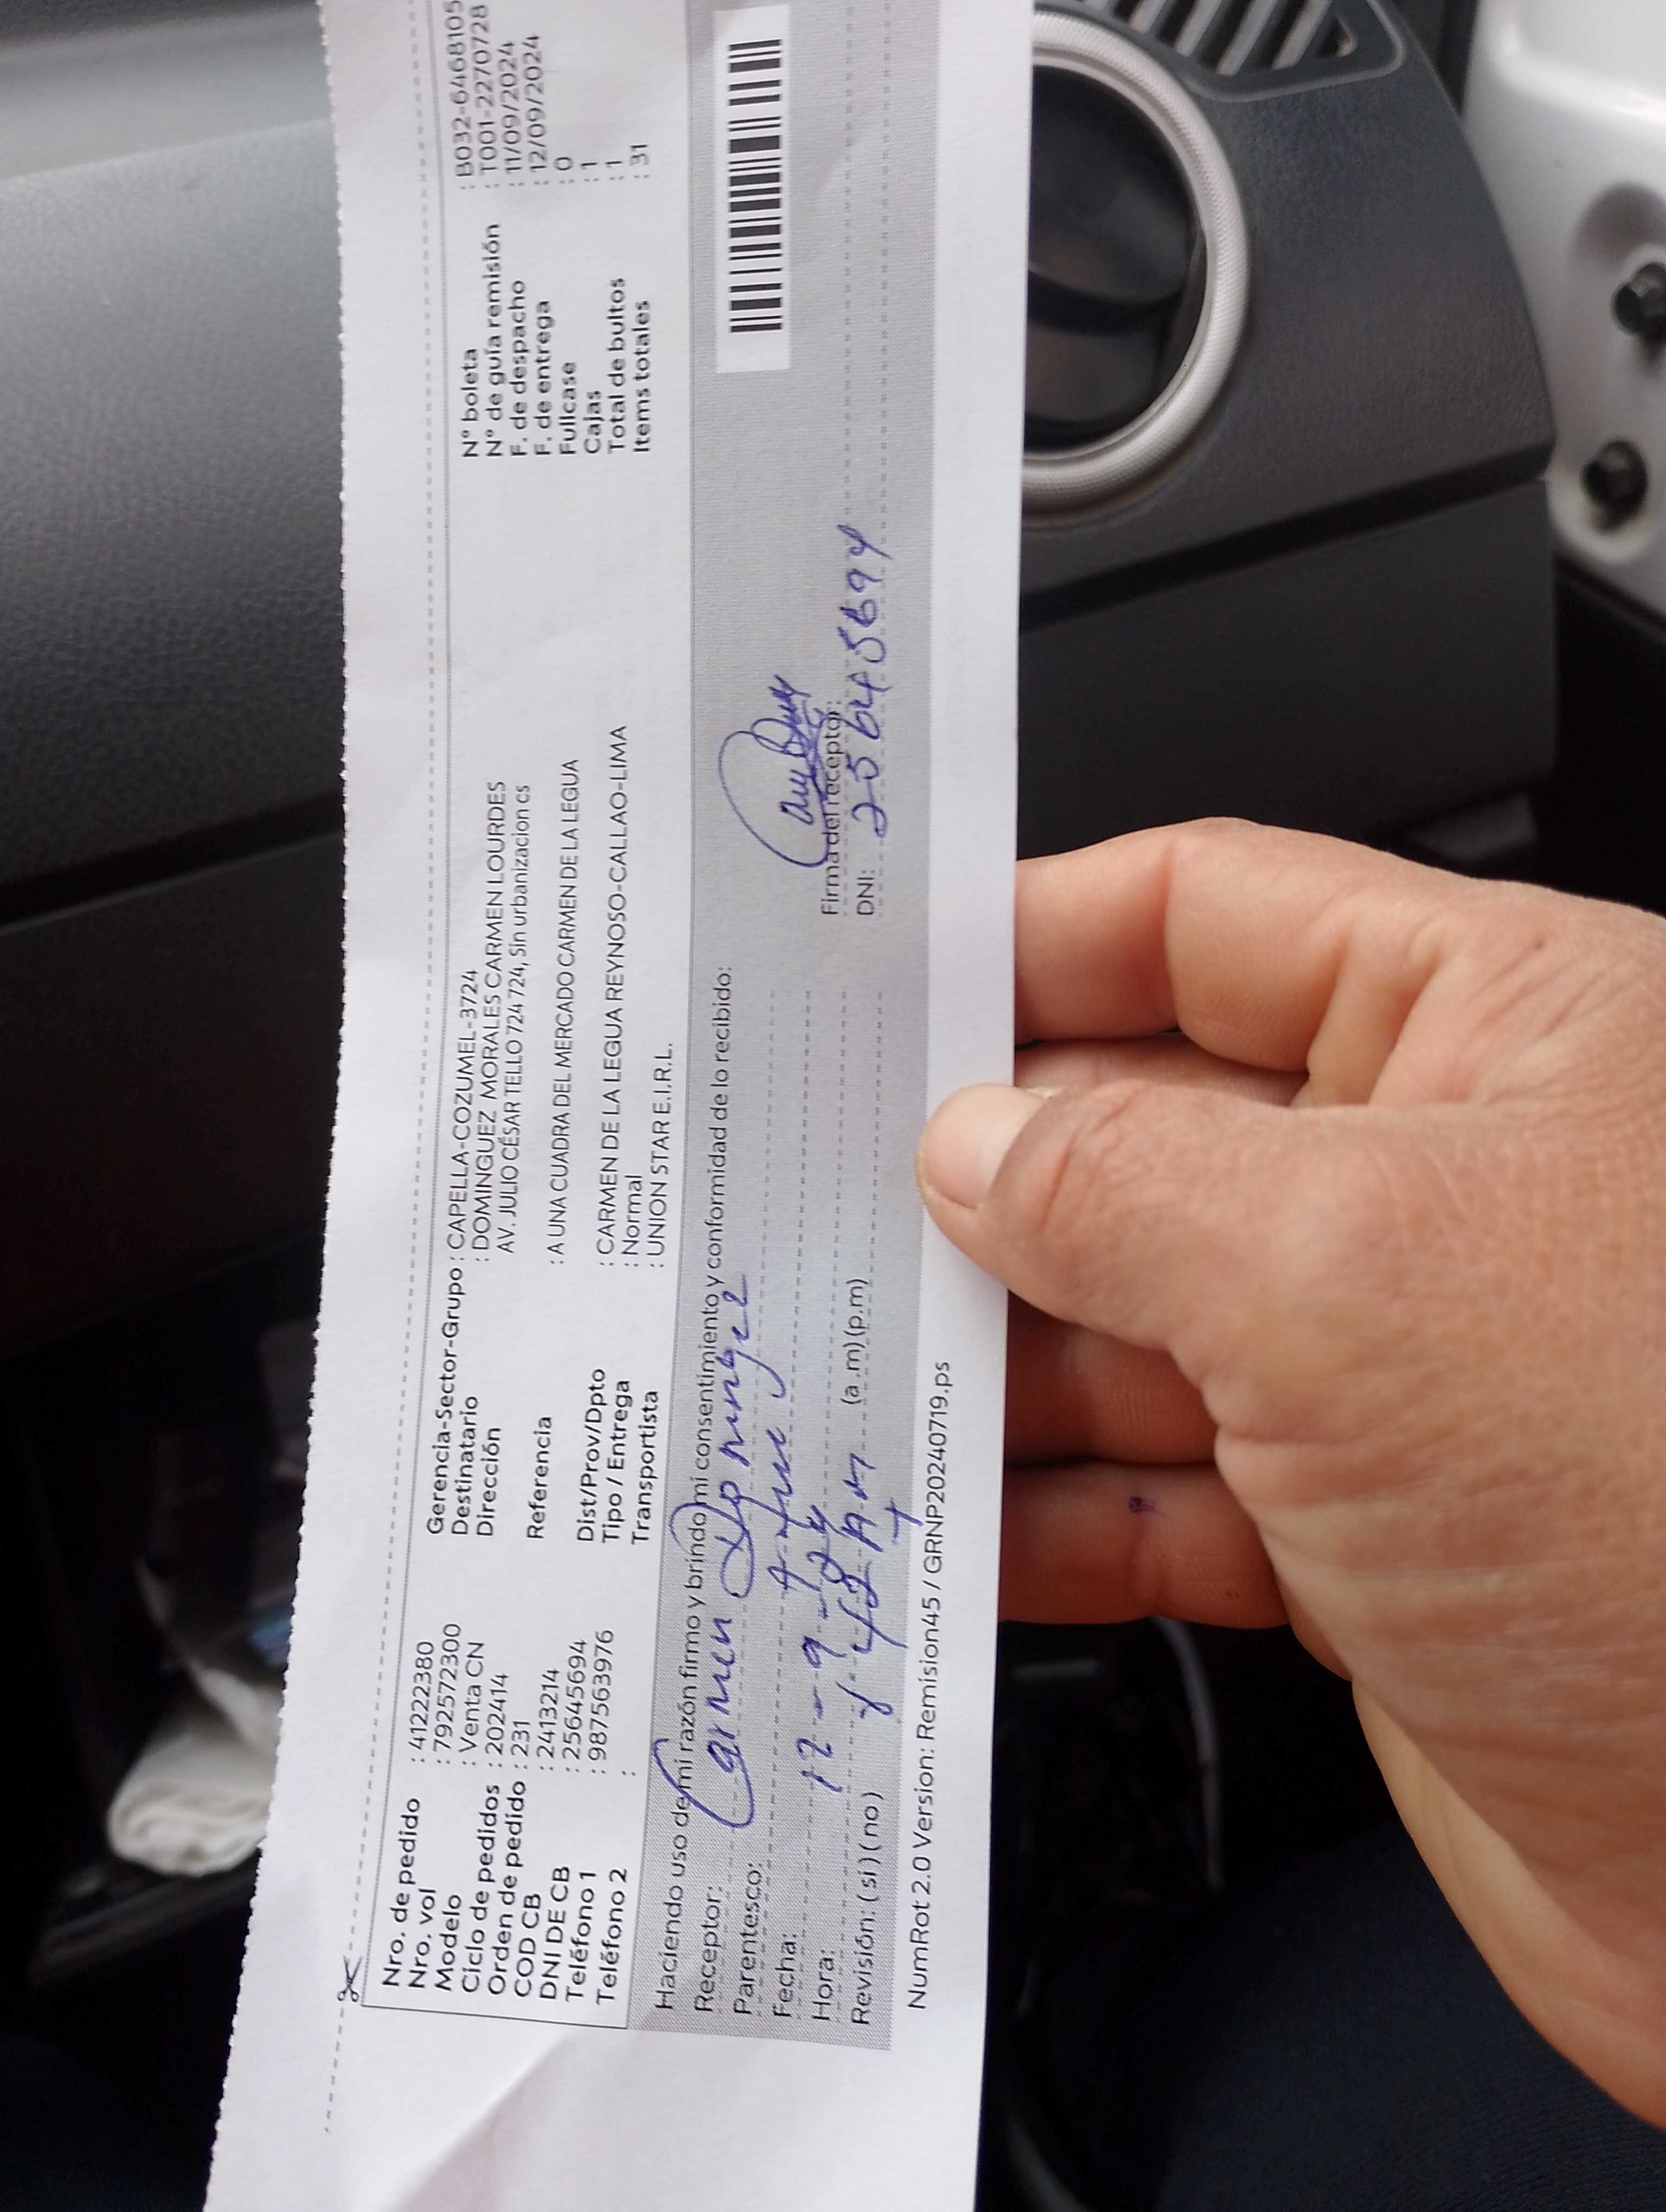 Nro. de pedido : 41222380
Nro. vol : 792572300
Modelo : Venta CN
Ciclo de pedidos : 202414
Orden de pedido : 231
COD CB : 2413214
DNI DE CB : 25645694
Teléfono 1 : 987563976
Teléfono 2 :
Gerencia-Sector-Grupo : CAPELLA-COZUMEL-3724
Destinatario : DOMINGUEZ MORALES CARMEN LOURDES
Dirección AV. JULIO CÉSAR TELLO 724 724, Sin urbanizacion cs
Referencia : A UNA CUADRA DEL MERCADO CARMEN DE LA LEGUA
Dist/Prov/Dpto : CARMEN DE LA LEGUA REYNOSO-CALLAO-LIMA
Tipo / Entrega : Normal
Transportista : UNION STAR E.I.R.L.
N° boleta : B032-6468105
N° de guía remisión : T001-2270728
F. de despacho : 11/09/2024
F. de entrega : 12/09/2024
Fullcase : 0
Cajas : 1
Total de bultos : 1
Items totales : 31
Haciendo uso de mi razón firmo y brindo mi consentimiento y conformidad de lo recibido:
Receptor: Carmen Dominguez
Parentesco:
Fecha: 12-9-24
Hora:
Revisión: (si) (no) (a.m) (p.m)
Firma del receptor:
DNI: 25645694
NumRot 2.0 Version: Remision45 / GRNP20240719.ps